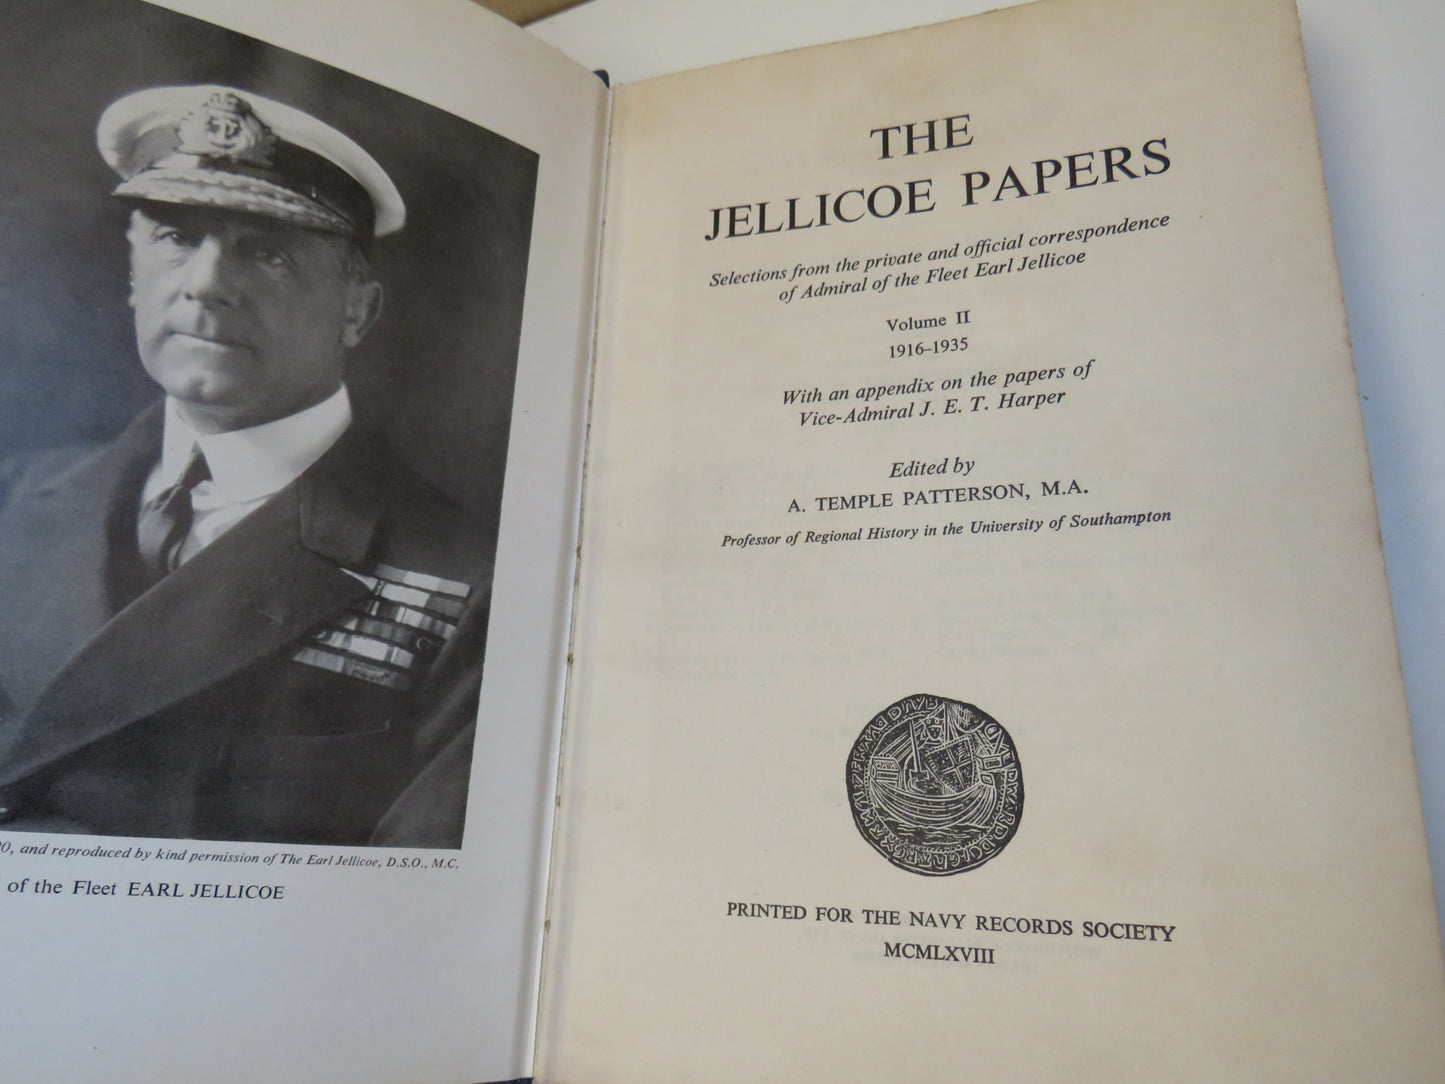 0, and reproduced by kind permission of The Earl Jellicoe, D.S.O., M.C.
of the Fleet EARL JELLICOE
THE
JELLICOE PAPERS
Selections from the private and official correspondence
of Admiral of the Fleet Earl Jellicoe
Volume II
1916–1935
With an appendix on the papers of
Vice-Admiral J. E. T. Harper
Edited by
A. TEMPLE PATTERSON, M.A.
Professor of Regional History in the University of Southampton
PRINTED FOR THE NAVY RECORDS SOCIETY
MCMLXVIII